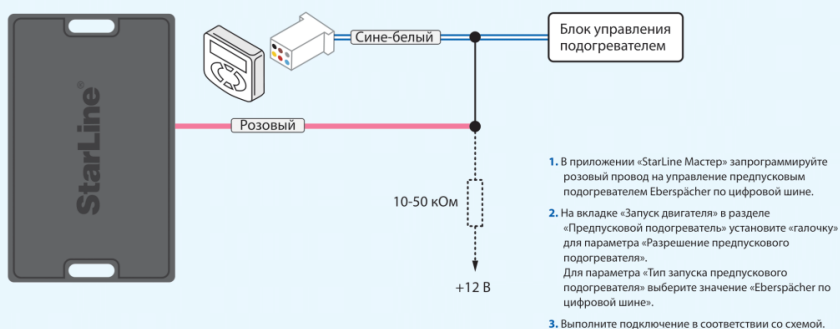 StarLine®
Сине-белый
Блок управления
подогревателем
Розовый
10-50 кОм
+12 В
1. В приложении «StarLine Мастер» запрограммируйте
розовый провод на управление предпусковым
подогревателем Eberspächer по цифровой шине.
2. На вкладке «Запуск двигателя» в разделе
«Предпусковой подогреватель» установите «галочку»
для параметра «Разрешение предпускового
подогревателя».
Для параметра «Тип запуска предпускового
подогревателя» выберите значение «Eberspächer по
цифровой шине».
3. Выполните подключение в соответствии со схемой.